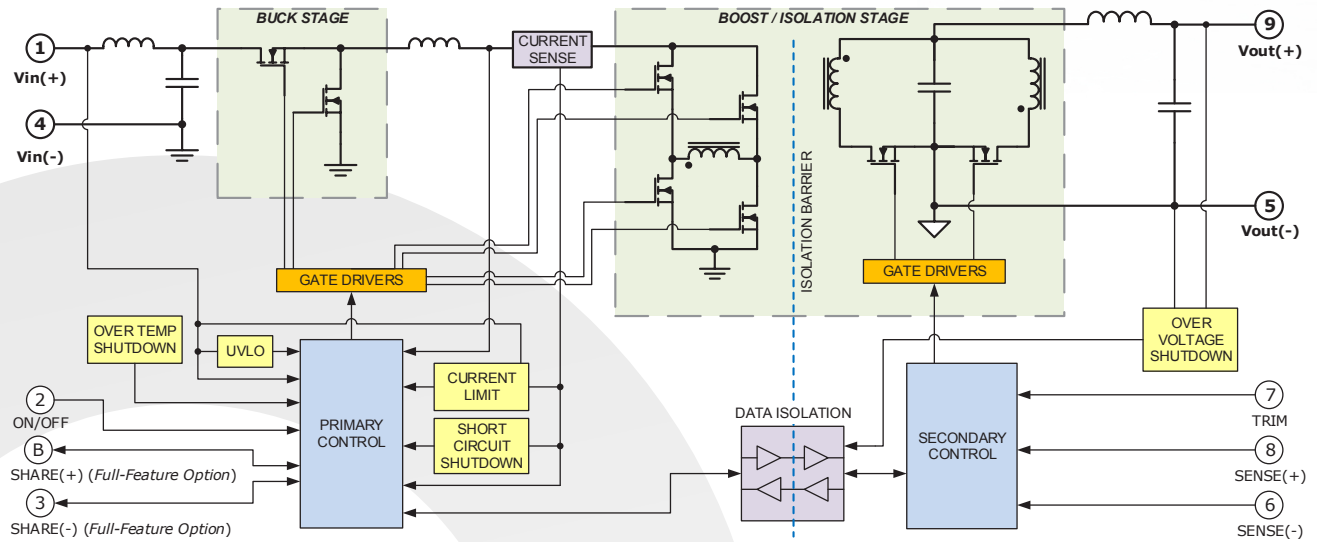 BUCK STAGE
BOOST / ISOLATION STAGE
1
Vin(+)
4
Vin(-)
CURRENT
SENSE
9
Vout(+)
5
Vout(-)
ISOLATION BARRIER
GATE DRIVERS
GATE DRIVERS
OVER TEMP
SHUTDOWN
UVLO
CURRENT
LIMIT
SHORT
CIRCUIT
SHUTDOWN
PRIMARY
CONTROL
OVER
VOLTAGE
SHUTDOWN
DATA ISOLATION
SECONDARY
CONTROL
2
ON/OFF
B
SHARE(+) (Full-Feature Option)
3
SHARE(-) (Full-Feature Option)
7
TRIM
8
SENSE(+)
6
SENSE(-)